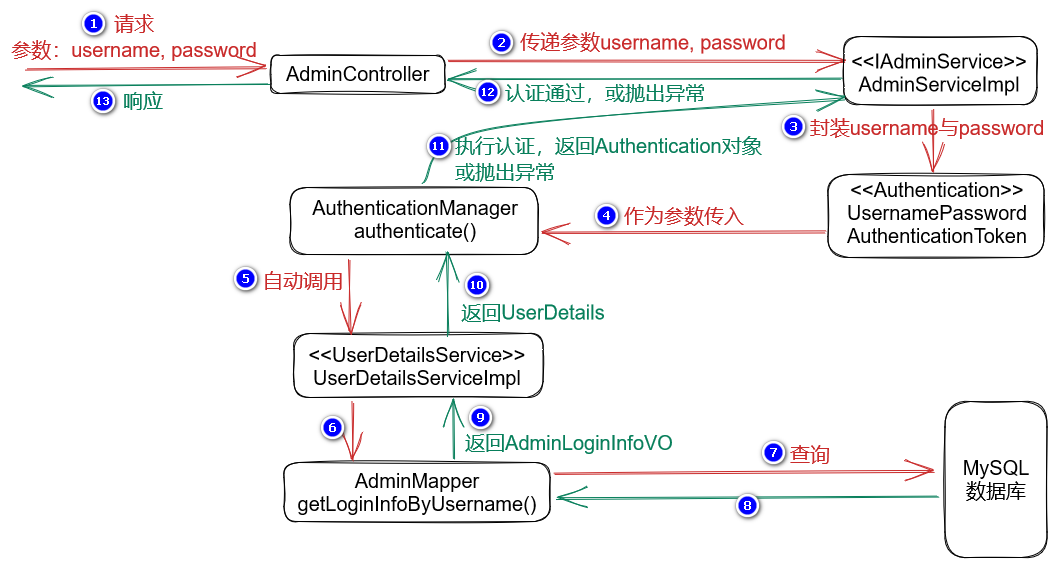 1 请求
参数：username, password
AdminController
13 响应
2 传递参数username, password
12 认证通过，或抛出异常
<<IAdminService>>
AdminServiceImpl
3 封装username与password
11 执行认证，返回Authentication对象
或抛出异常
<<Authentication>>
UsernamePassword
AuthenticationToken
AuthenticationManager
authenticate()
4 作为参数传入
5 自动调用
10
返回UserDetails
<<UserDetailsService>>
UserDetailsServiceImpl
6
9
返回AdminLoginInfoVO
AdminMapper
getLoginInfoByUsername()
7 查询
8
MySQL
数据库